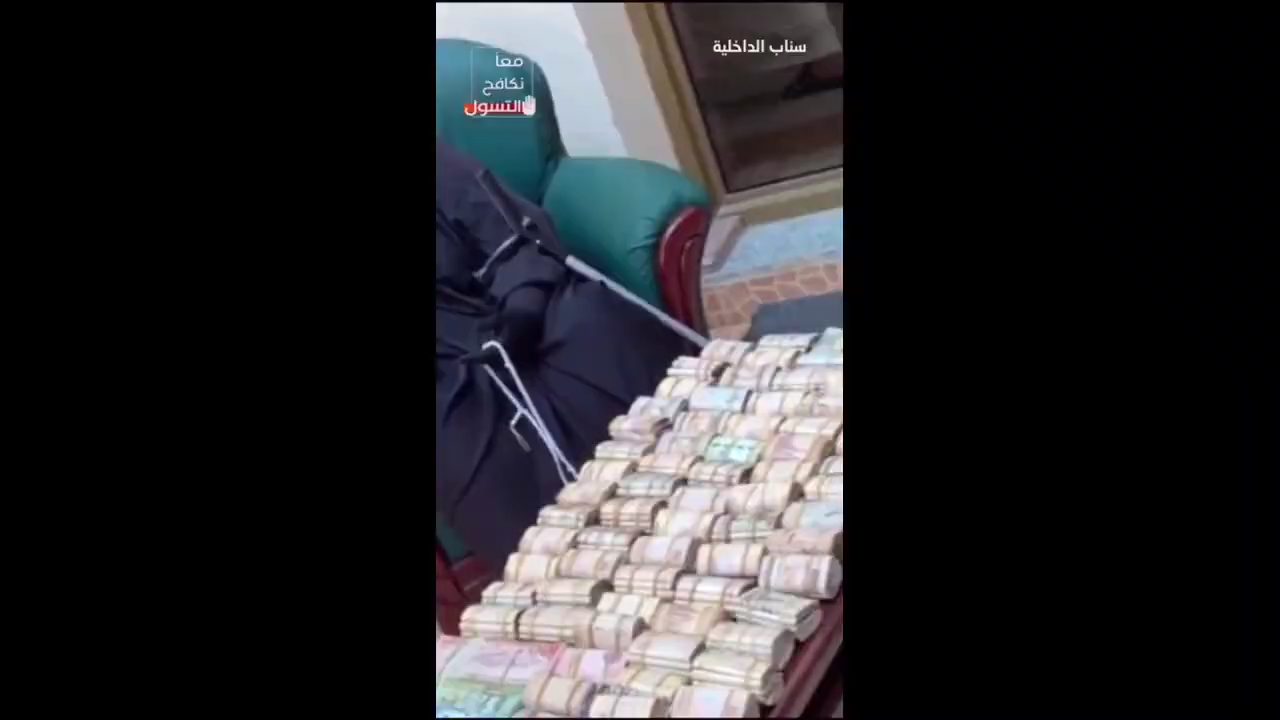 سناب الداخلية
معاً
نكافح
التسول